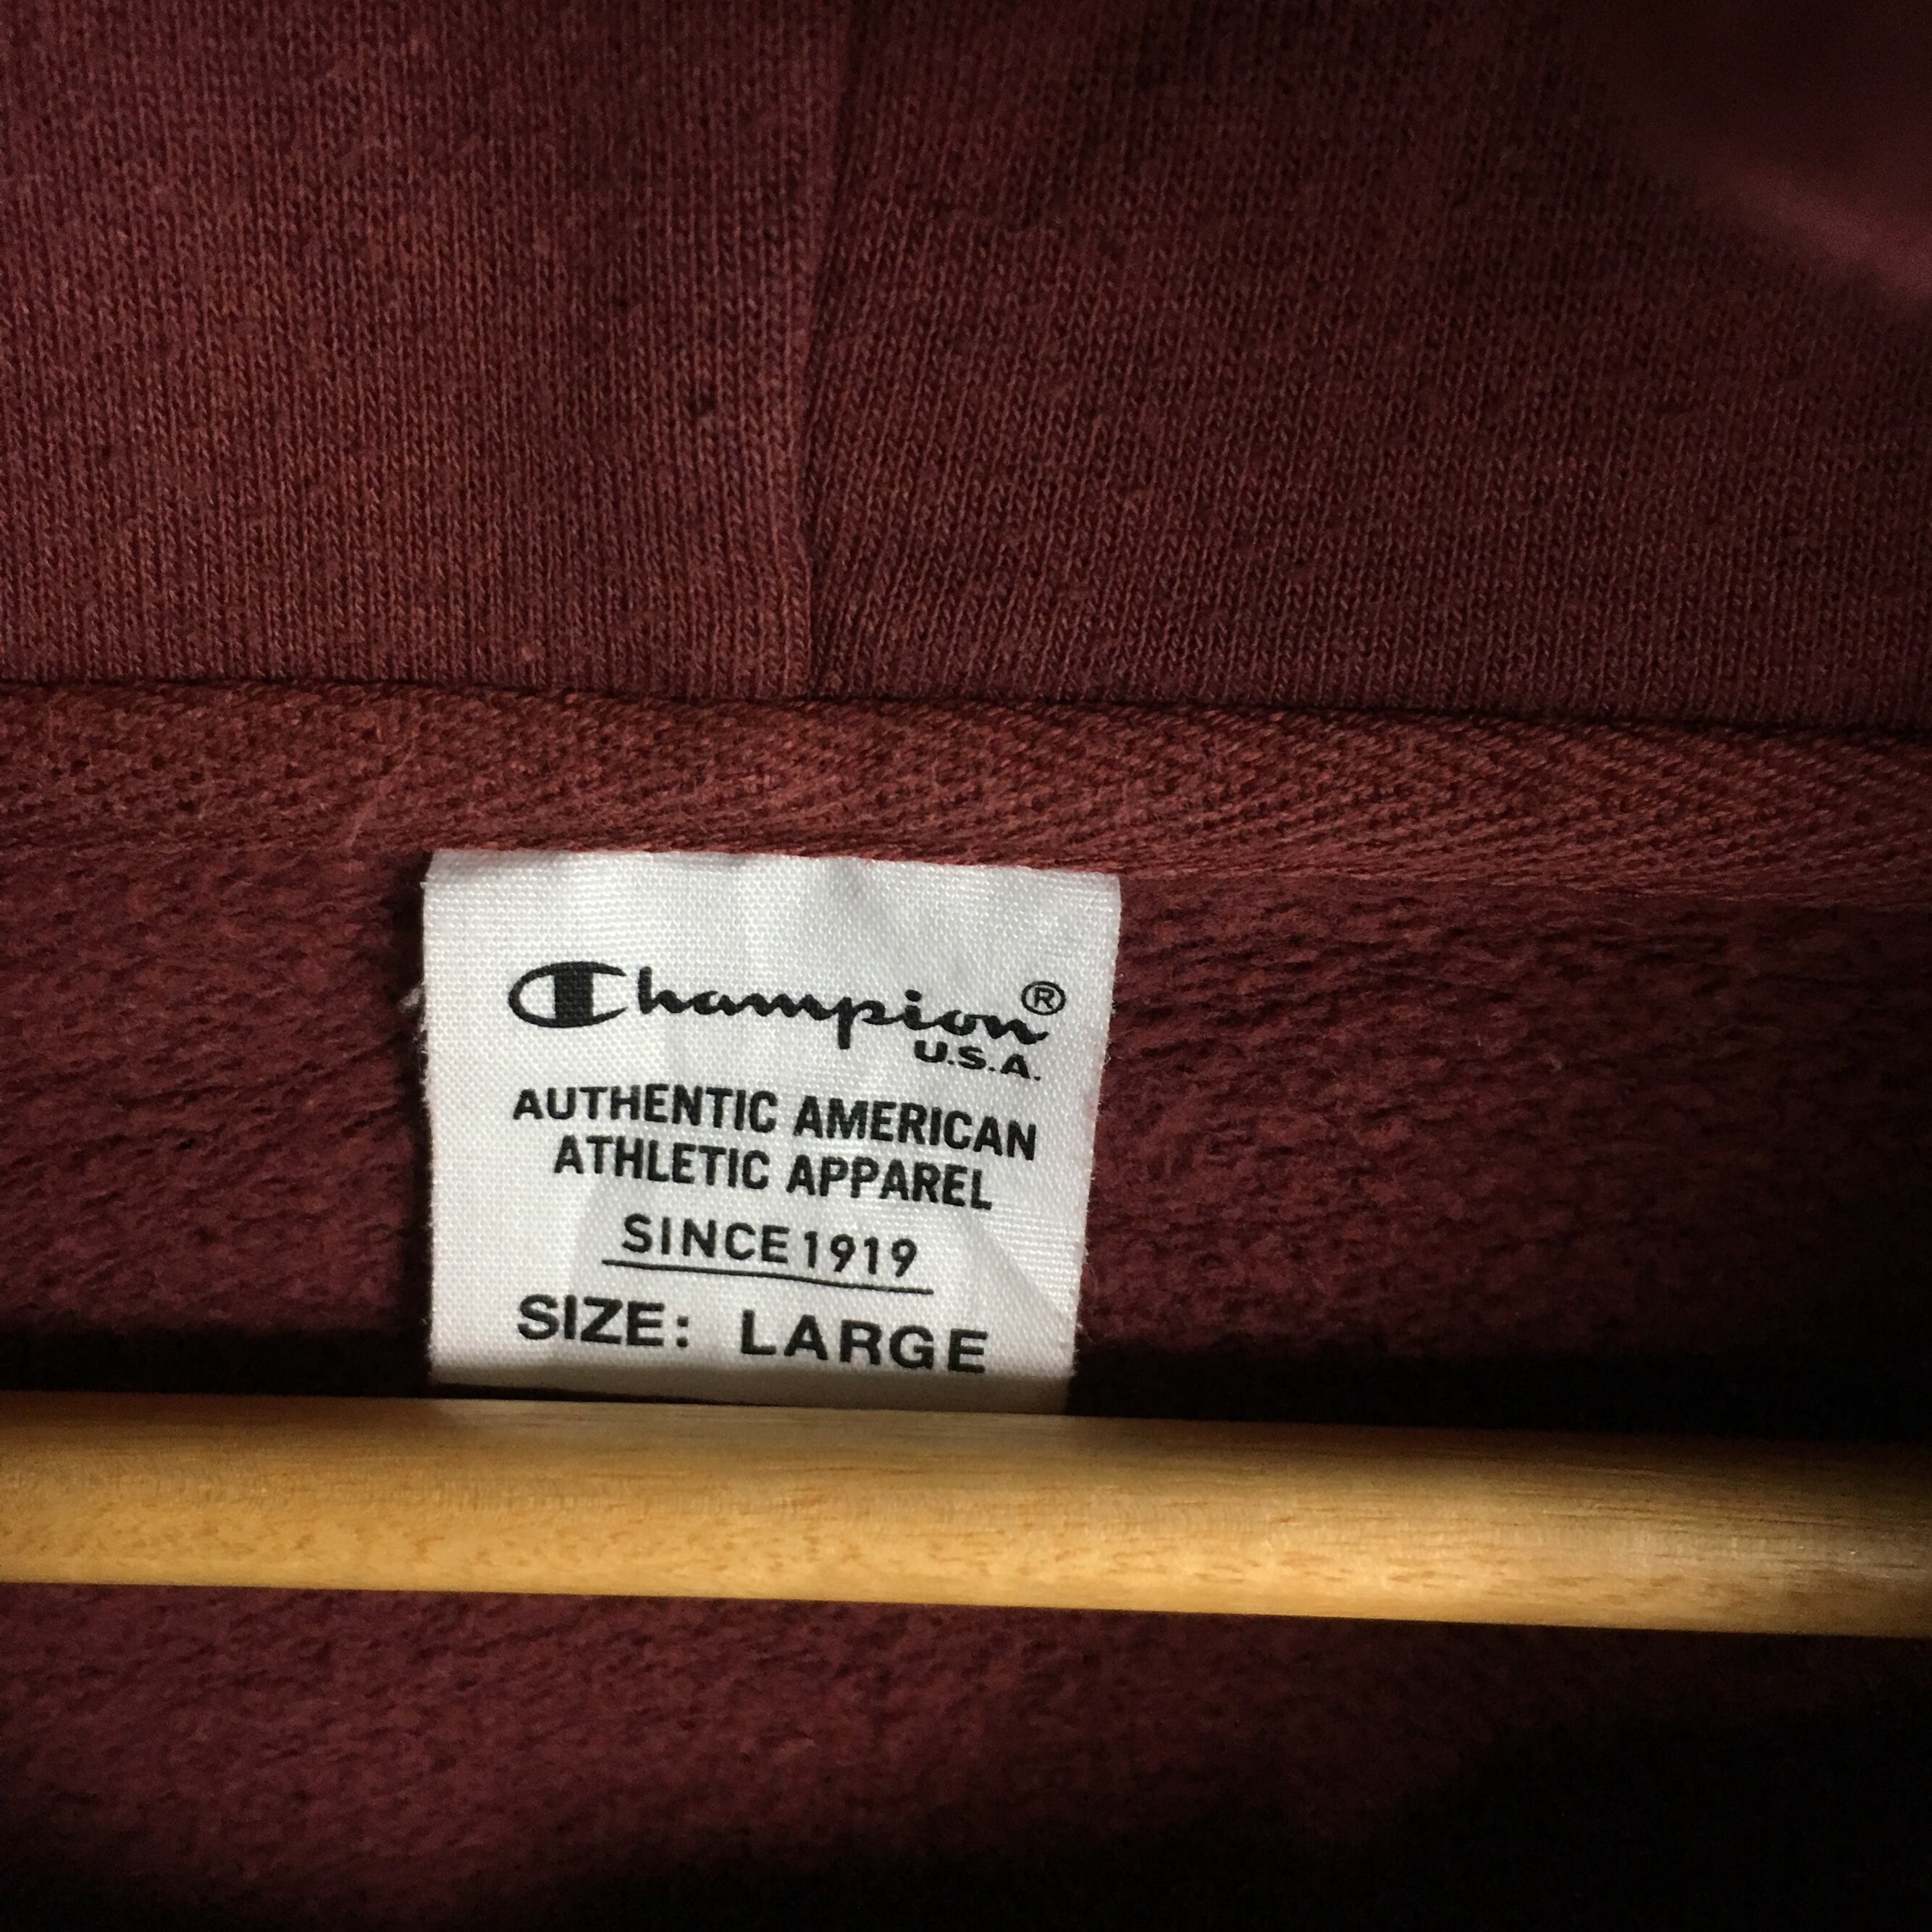 Champion®
U.S.A.
AUTHENTIC AMERICAN
ATHLETIC APPAREL
SINCE 1919
SIZE: LARGE